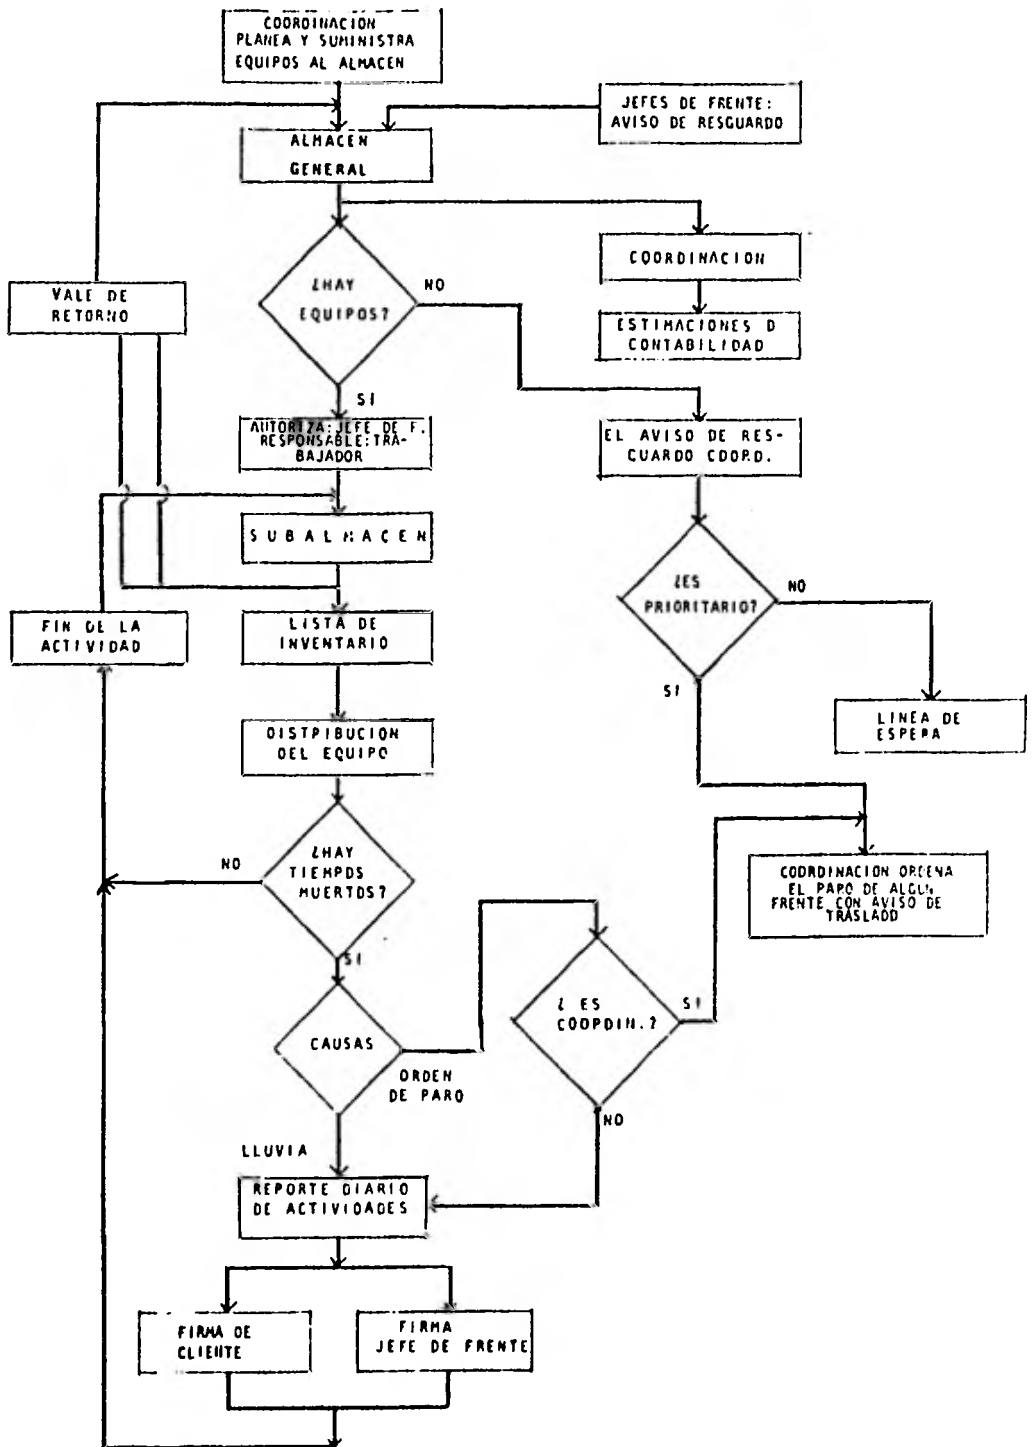 COORDINACION
PLANEA Y SUMINISTRA
EQUIPOS AL ALMACEN
JEFES DE FRENTE:
AVISO DE RESGUARDO
ALMACEN
GENERAL
COORDINACION
VALE DE
RETORNO
¿HAY
EQUIPOS?
NO
ESTIMACIONES O
CONTABILIDAD
SI
AUTORIZA:JEFE DE F.
RESPONSABLE:TRA-
BAJADOR
EL AVISO DE RES-
GUARDO COORD.
SUBALMACEN
¿ES
PRIORITARIO?
NO
FIN DE LA
ACTIVIDAD
LISTA DE
INVENTARIO
SI
LINEA DE
ESPERA
DISTRIBUCION
DEL EQUIPO
¿HAY
TIEMPOS
MUERTOS?
NO
COORDINACION ORDENA
EL PARO DE ALGUN
FRENTE CON AVISO DE
TRASLADO
SI
¿ ES
COORDIN.?
SI
CAUSAS
ORDEN
DE PARO
NO
LLUVIA
REPORTE DIARIO
DE ACTIVIDADES
FIRMA DE
CLIENTE
FIRMA
JEFE DE FRENTE